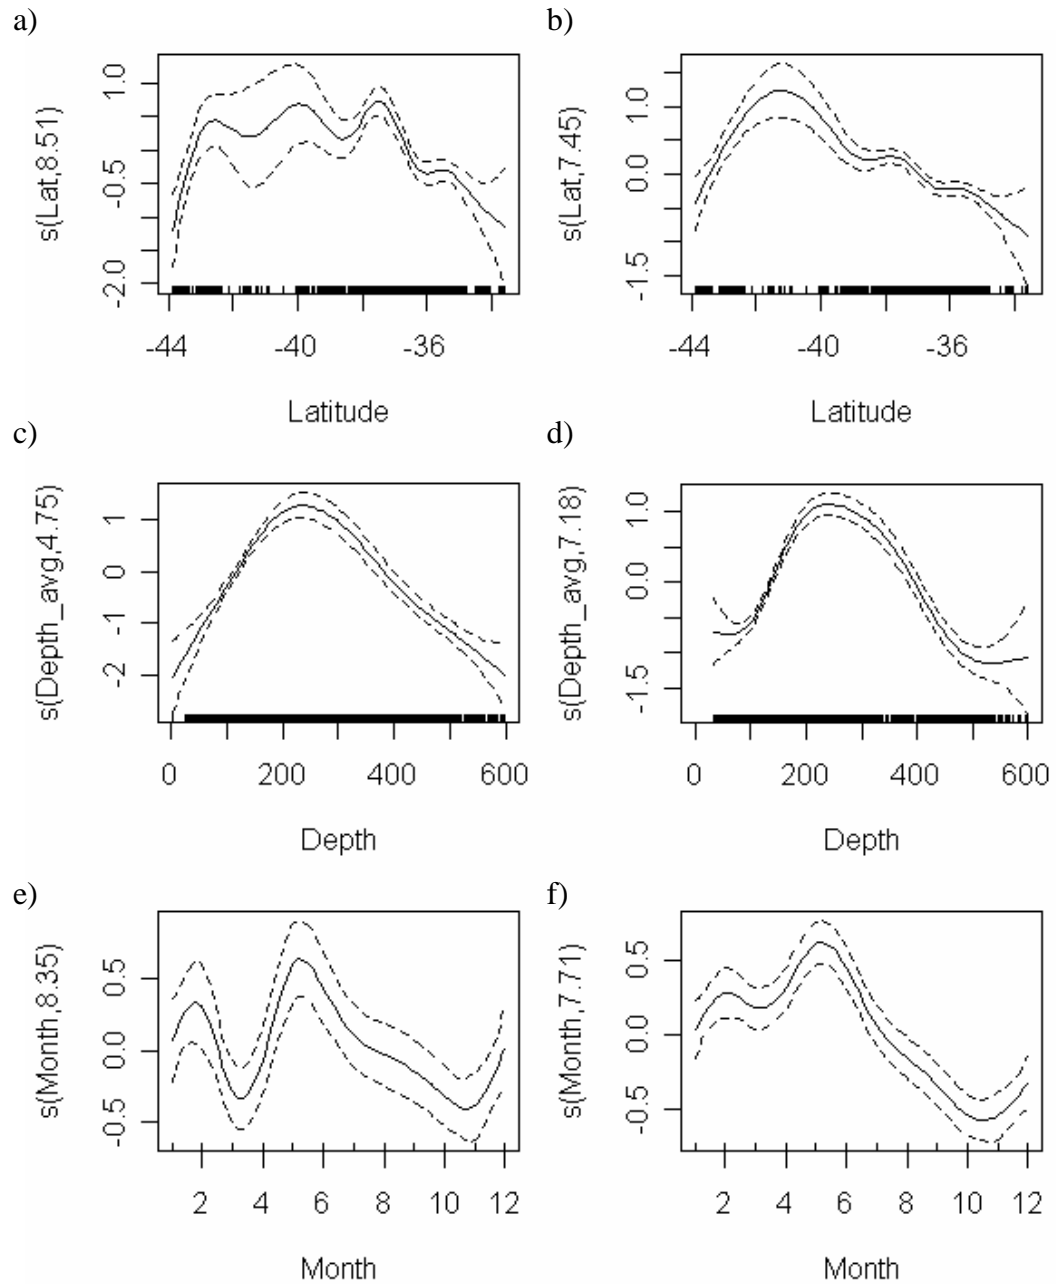 a)
s(Lat,8.51)
1.0
-0.5
-2.0
-44 -40 -36
Latitude
b)
s(Lat,7.45)
1.0
0.0
-1.5
-44 -40 -36
Latitude
c)
s(Depth_avg,4.75)
1
0
-1
-2
0 200 400 600
Depth
d)
s(Depth_avg,7.18)
1.0
0.0
-1.5
0 200 400 600
Depth
e)
s(Month,8.35)
0.5
0.0
-0.5
2 4 6 8 10 12
Month
f)
s(Month,7.71)
0.5
0.0
-0.5
2 4 6 8 10 12
Month